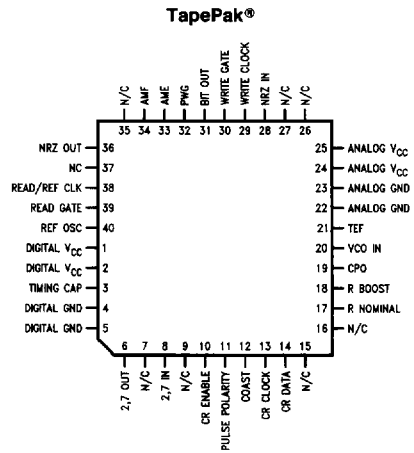 TapePak®
N/C
AMF
AME
PWG
BIT OUT
WRITE GATE
WRITE CLOCK
NRZ IN
N/C
N/C
35 34 33 32 31 30 29 28 27 26
NRZ OUT 36
NC 37
READ/REF CLK 38
READ GATE 39
REF OSC 40
DIGITAL VCC 1
DIGITAL VCC 2
TIMING CAP 3
DIGITAL GND 4
DIGITAL GND 5
25 ANALOG VCC
24 ANALOG VCC
23 ANALOG GND
22 ANALOG GND
21 TEF
20 VCO IN
19 CPO
18 R BOOST
17 R NOMINAL
16 N/C
6 7 8 9 10 11 12 13 14 15
2,7 OUT
N/C
2,7 IN
N/C
CR ENABLE
PULSE POLARITY
COAST
CR CLOCK
CR DATA
N/C